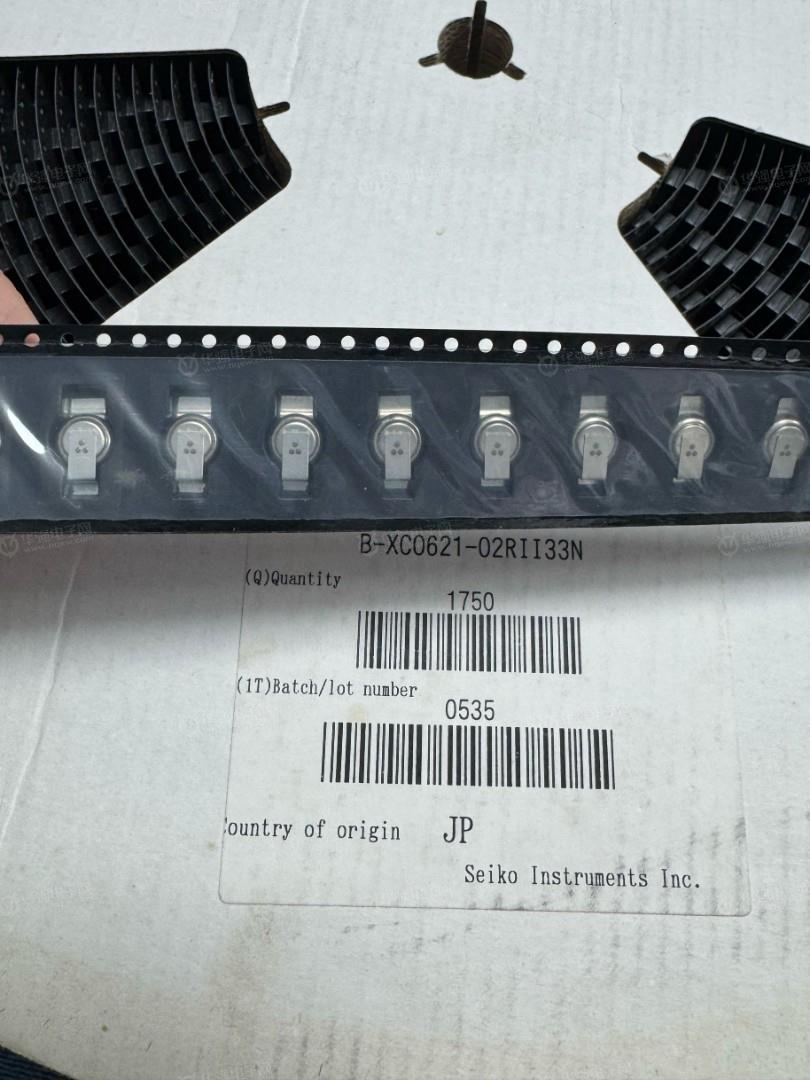 B-XC0621-02RII33N
(Q)Quantity
1750
(1T)Batch/lot number
0535
ountry of origin JP
Seiko Instruments Inc.